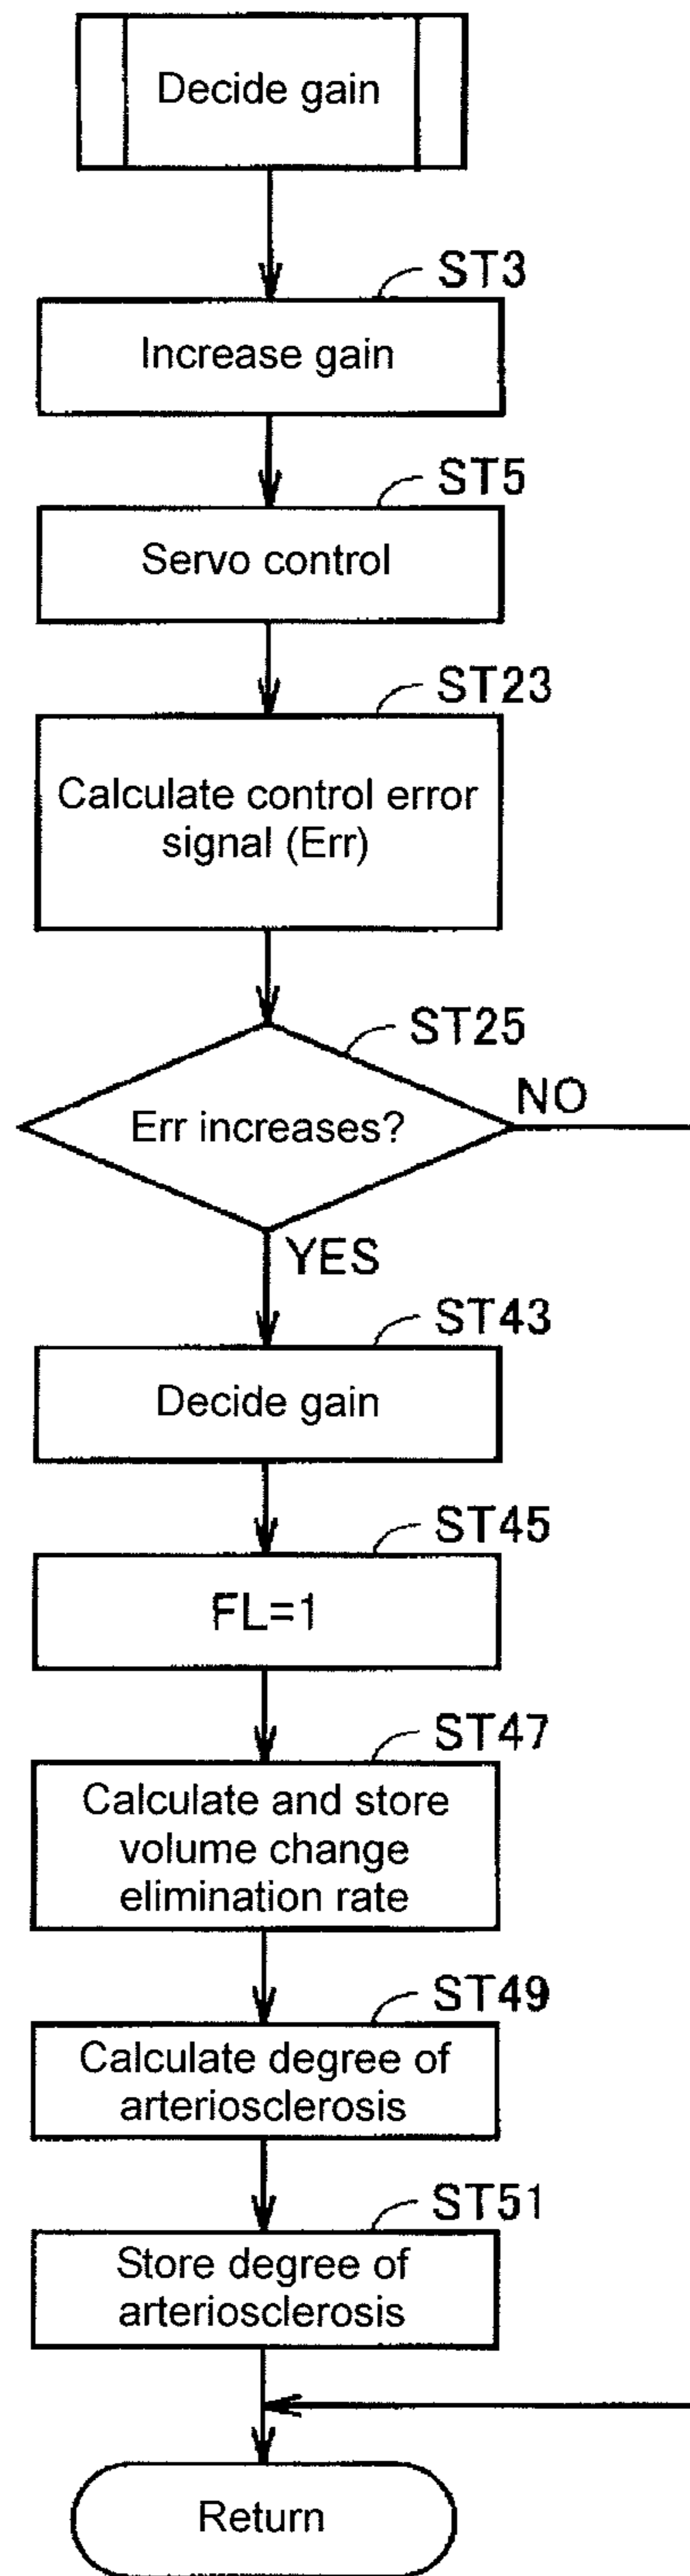 Decide gain
ST3
Increase gain
ST5
Servo control
ST23
Calculate control error
signal (Err)
ST25
Err increases?
NO
YES
ST43
Decide gain
ST45
FL=1
ST47
Calculate and store
volume change
elimination rate
ST49
Calculate degree of
arteriosclerosis
ST51
Store degree of
arteriosclerosis
Return